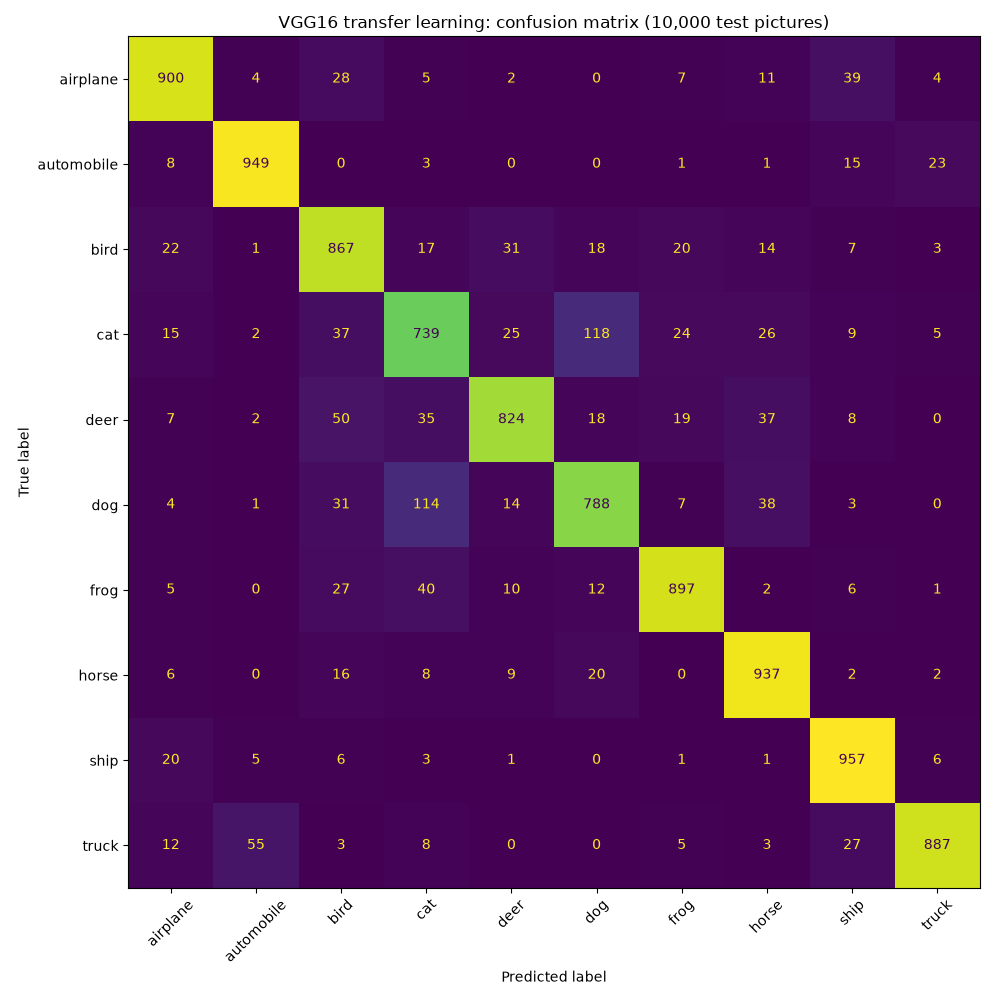 VGG16 transfer learning: confusion matrix (10,000 test pictures)
airplane 900 4 28 5 2 0 7 11 39 4
automobile 8 949 0 3 0 0 1 1 15 23
bird 22 1 867 17 31 18 20 14 7 3
cat 15 2 37 739 25 118 24 26 9 5
deer 7 2 50 35 824 18 19 37 8 0
True label
dog 4 1 31 114 14 788 7 38 3 0
frog 5 0 27 40 10 12 897 2 6 1
horse 6 0 16 8 9 20 0 937 2 2
ship 20 5 6 3 1 0 1 1 957 6
truck 12 55 3 8 0 0 5 3 27 887
airplane automobile bird cat deer dog frog horse ship truck
Predicted label